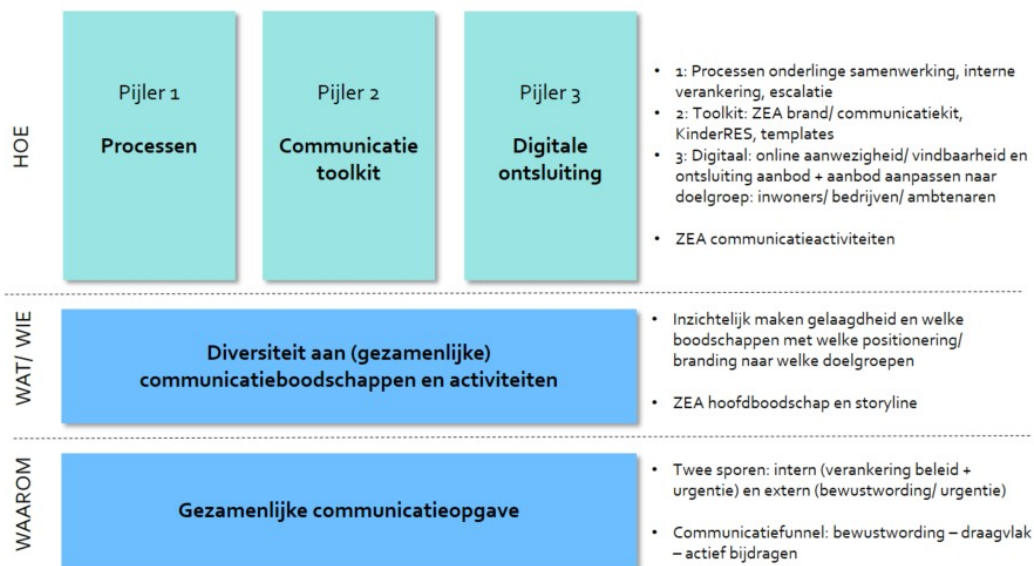 HOE
Pijler 1
Processen
Pijler 2
Communicatie
toolkit
Pijler 3
Digitale
ontsluiting
• 1: Processen onderlinge samenwerking, interne
verankering, escalatie
• 2: Toolkit: ZEA brand/ communicatiekit,
KinderRES, templates
• 3: Digitaal: online aanwezigheid/ vindbaarheid en
ontsluiting aanbod + aanbod aanpassen naar
doelgroep: inwoners/ bedrijven/ ambtenaren
• ZEA communicatieactiviteiten
WAT/ WIE
Diversiteit aan (gezamenlijke)
communicatieboodschappen en activiteiten
• Inzichtelijk maken gelaagdheid en welke
boodschappen met welke positionering/
branding naar welke doelgroepen
• ZEA hoofdboodschap en storyline
WAAROM
Gezamenlijke communicatieopgave
• Twee sporen: intern (verankering beleid +
urgentie) en extern (bewustwording/ urgentie)
• Communicatiefunnel: bewustwording – draagvlak
– actief bijdragen